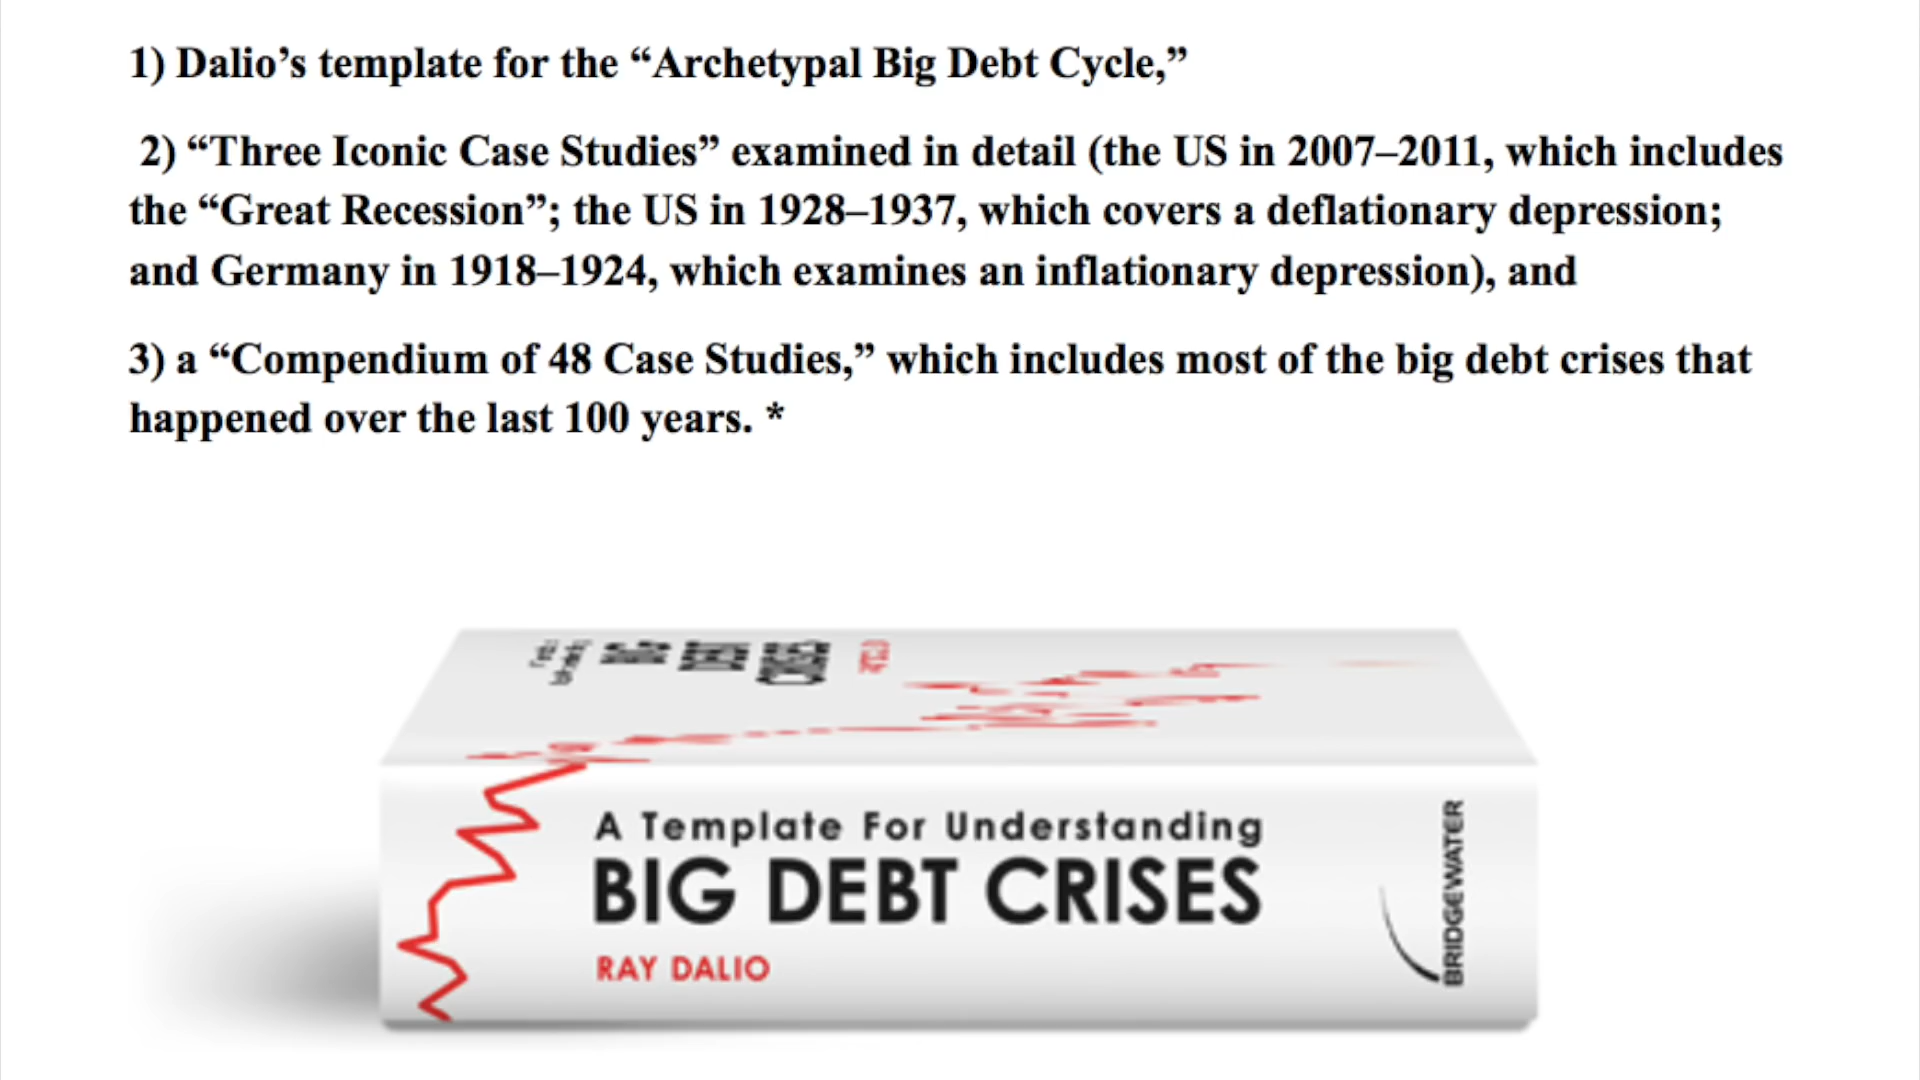 1) Dalio’s template for the “Archetypal Big Debt Cycle,”
2) “Three Iconic Case Studies” examined in detail (the US in 2007–2011, which includes
the “Great Recession”; the US in 1928–1937, which covers a deflationary depression;
and Germany in 1918–1924, which examines an inflationary depression), and
3) a “Compendium of 48 Case Studies,” which includes most of the big debt crises that
happened over the last 100 years. *
A Template For Understanding
BIG DEBT CRISES
RAY DALIO
BRIDGEWATER